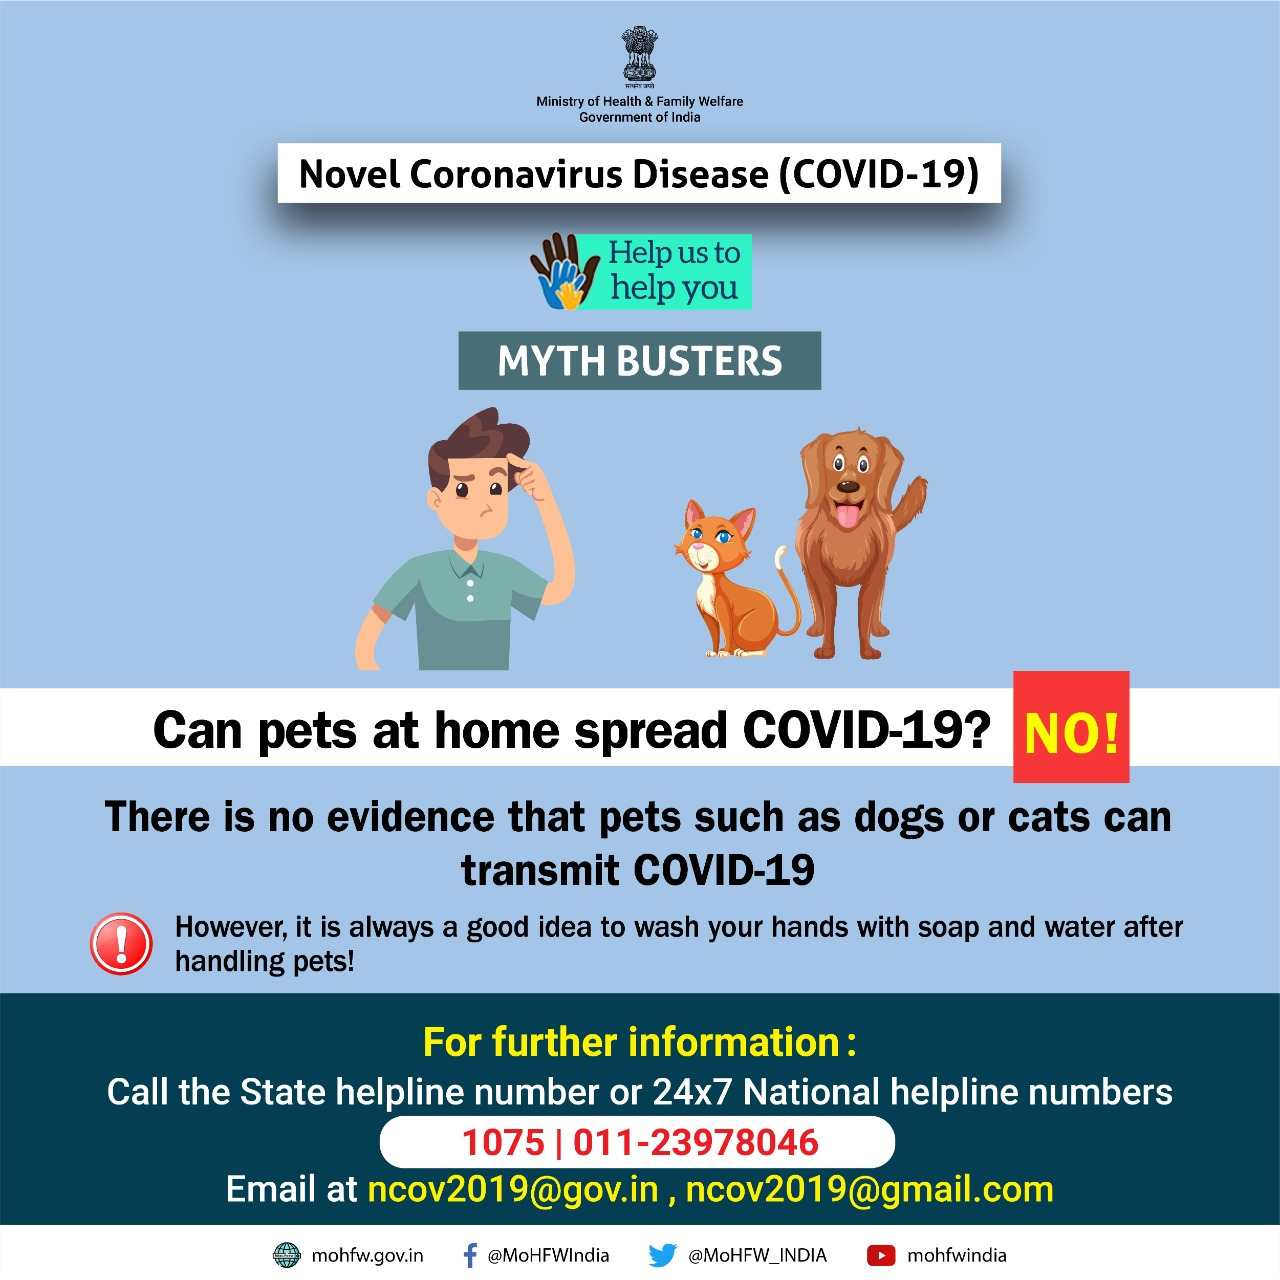 सत्यमेव जयते
Ministry of Health & Family Welfare
Government of India
Novel Coronavirus Disease (COVID-19)
Help us to
help you
MYTH BUSTERS
Can pets at home spread COVID-19? NO!
There is no evidence that pets such as dogs or cats can
transmit COVID-19
However, it is always a good idea to wash your hands with soap and water after
handling pets!
For further information :
Call the State helpline number or 24x7 National helpline numbers
1075 | 011-23978046
Email at ncov2019@gov.in , ncov2019@gmail.com
mohfw.gov.in @MoHFWIndia @MoHFW_INDIA mohfwindia